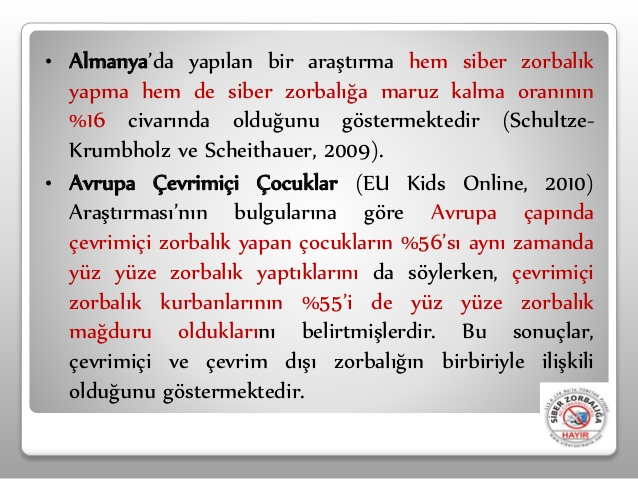 • Almanya’da yapılan bir araştırma hem siber zorbalık
yapma hem de siber zorbalığa maruz kalma oranının
%16 civarında olduğunu göstermektedir (Schultze-
Krumbholz ve Scheithauer, 2009).
• Avrupa Çevrimiçi Çocuklar (EU Kids Online, 2010)
Araştırması’nın bulgularına göre Avrupa çapında
çevrimiçi zorbalık yapan çocukların %56’sı aynı zamanda
yüz yüze zorbalık yaptıklarını da söylerken, çevrimiçi
zorbalık kurbanlarının %55’i de yüz yüze zorbalık
mağduru olduklarını belirtmişlerdir. Bu sonuçlar,
çevrimiçi ve çevrim dışı zorbalığın birbiriyle ilişkili
olduğunu göstermektedir.
SİBER ZORBALIĞA
HAYIR